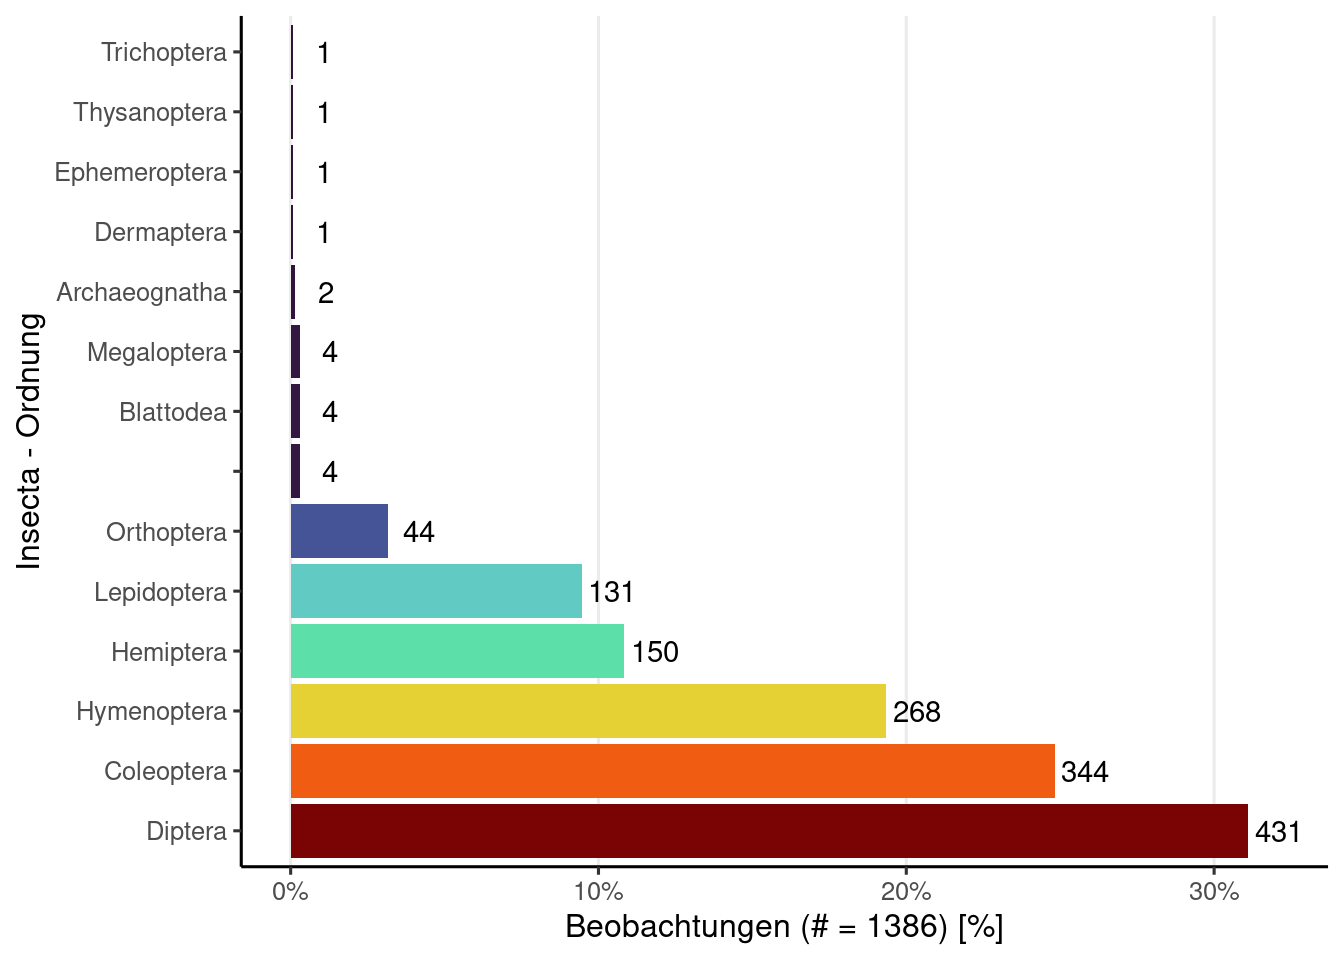 Trichoptera 1
Thysanoptera 1
Ephemeroptera 1
Dermaptera 1
Archaeognatha 2
Megaloptera 4
Blattodea 4
4
Orthoptera 44
Lepidoptera 131
Hemiptera 150
Hymenoptera 268
Coleoptera 344
Diptera 431
Insecta - Ordnung
0% 10% 20% 30%
Beobachtungen (# = 1386) [%]